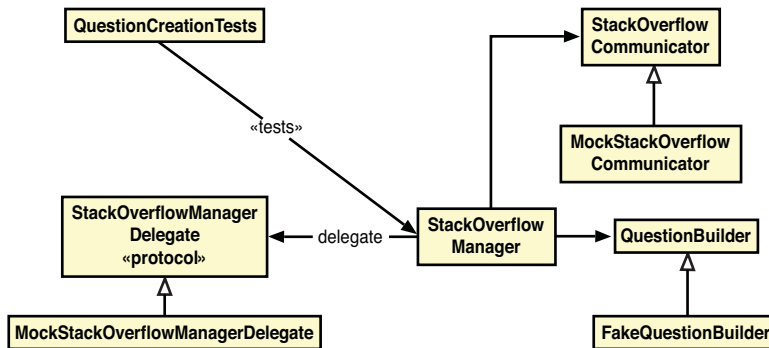 QuestionCreationTests
StackOverflow
Communicator
«tests»
MockStackOverflow
Communicator
StackOverflowManager
Delegate
«protocol»
delegate
StackOverflow
Manager
QuestionBuilder
MockStackOverflowManagerDelegate
FakeQuestionBuilder